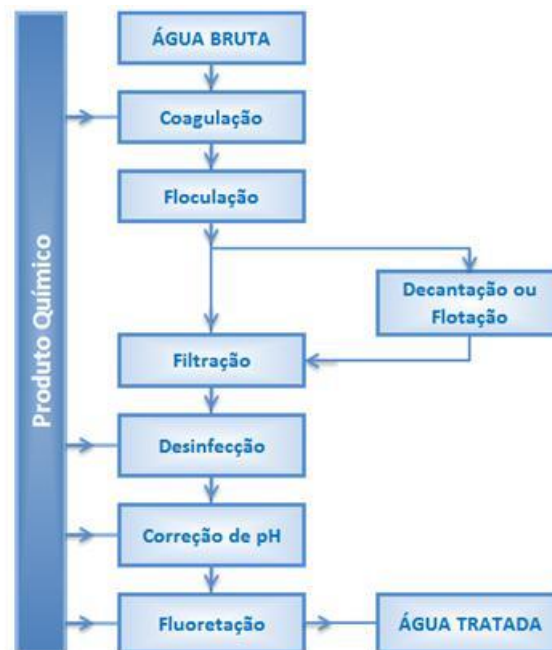 ÁGUA BRUTA
Coagulação
Floculação
Decantação ou
Flotação
Filtração
Desinfecção
Correção de pH
Fluoretação
ÁGUA TRATADA
Produto Químico